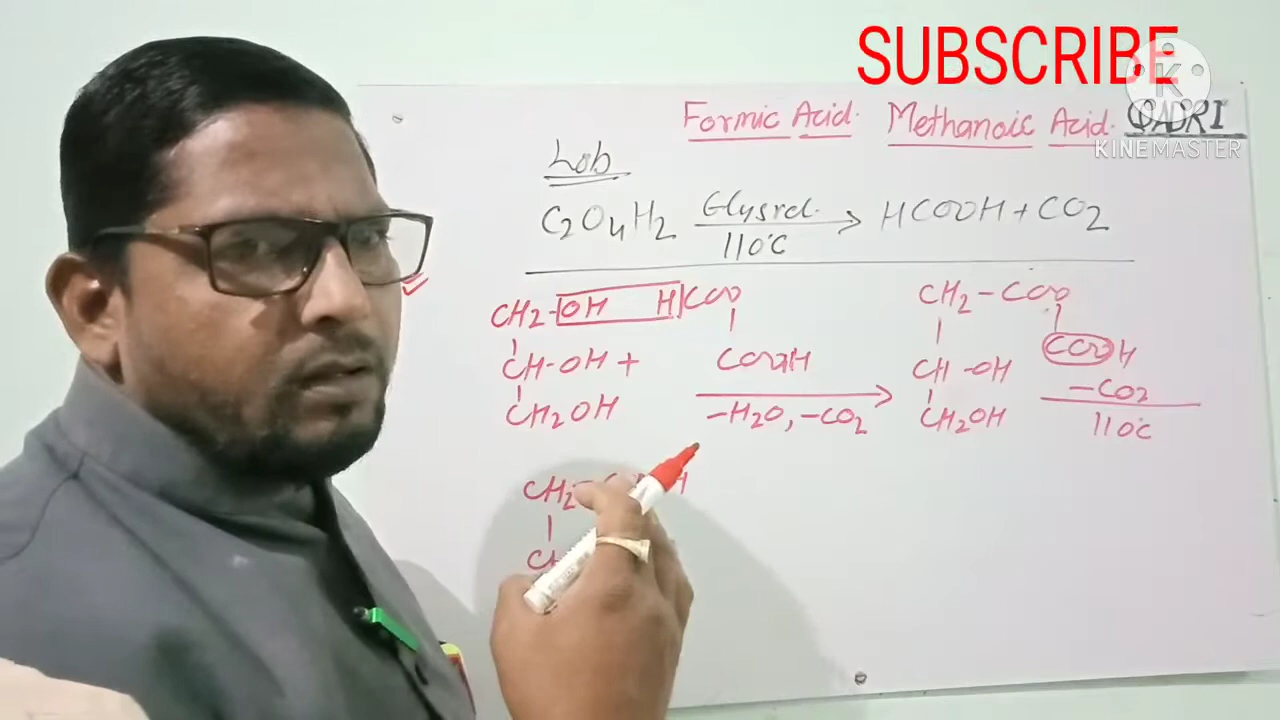 SUBSCRIBE
Formic Acid. Methanoic Acid. QADRI
KINEMASTER
Lab
C2O4H2 Glysrol. 110°C HCOOH + CO2
CH2-OH HCOO CH2-COO
CH-OH + COOH CH-OH COOH
CH2OH -H2O, -CO2 CH2OH -CO2
110°C
CH2